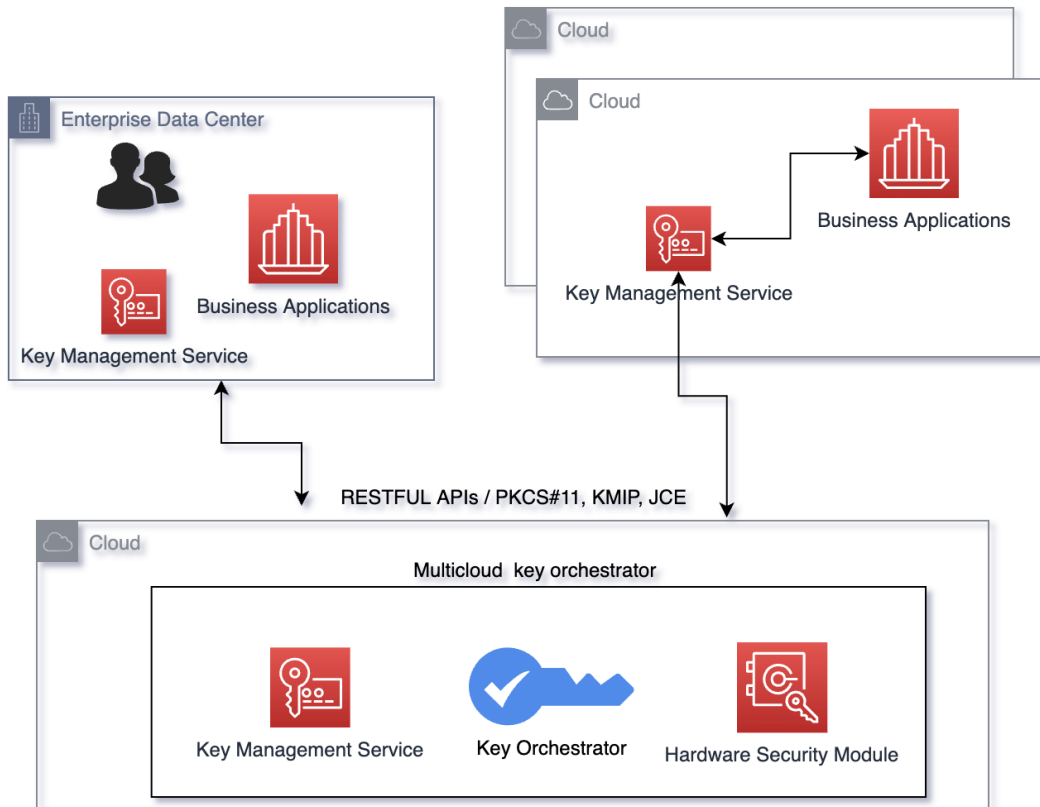 Cloud
Cloud
Enterprise Data Center
Business Applications
Key Management Service
Business Applications
Key Management Service
RESTFUL APIs / PKCS#11, KMIP, JCE
Cloud
Multicloud key orchestrator
Key Management Service
Key Orchestrator
Hardware Security Module